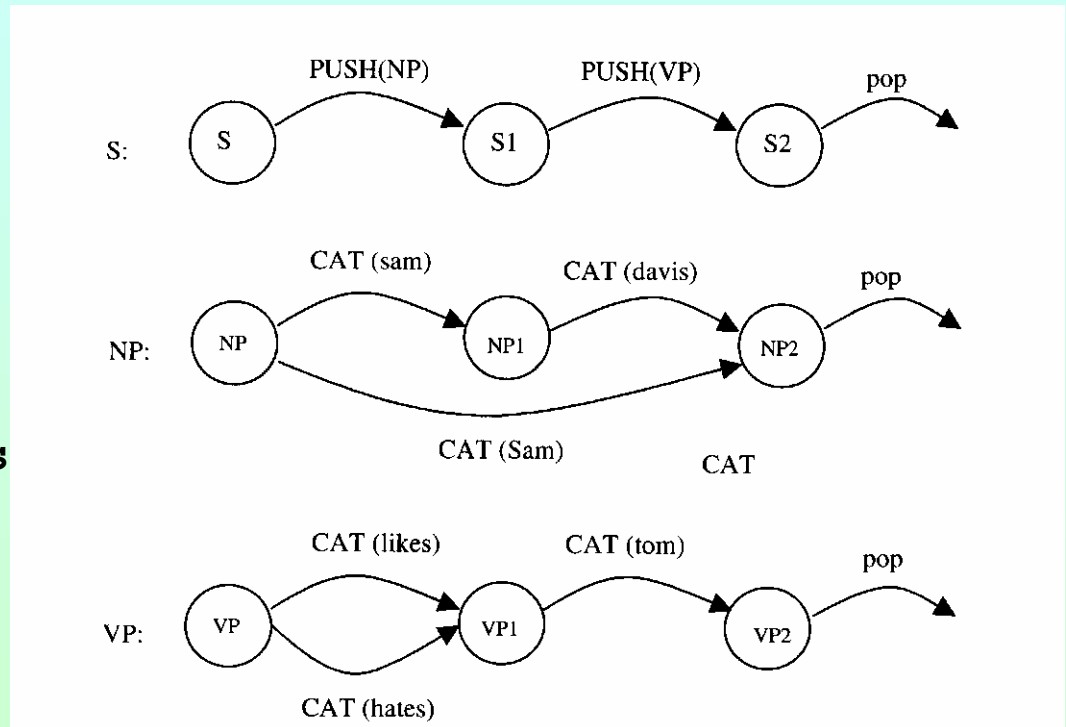 PUSH(NP) PUSH(VP) pop
S: S S1 S2
CAT (sam) CAT (davis) pop
NP: NP NP1 NP2
CAT (Sam) CAT
s
CAT (likes) CAT (tom) pop
VP: VP VP1 VP2
CAT (hates)